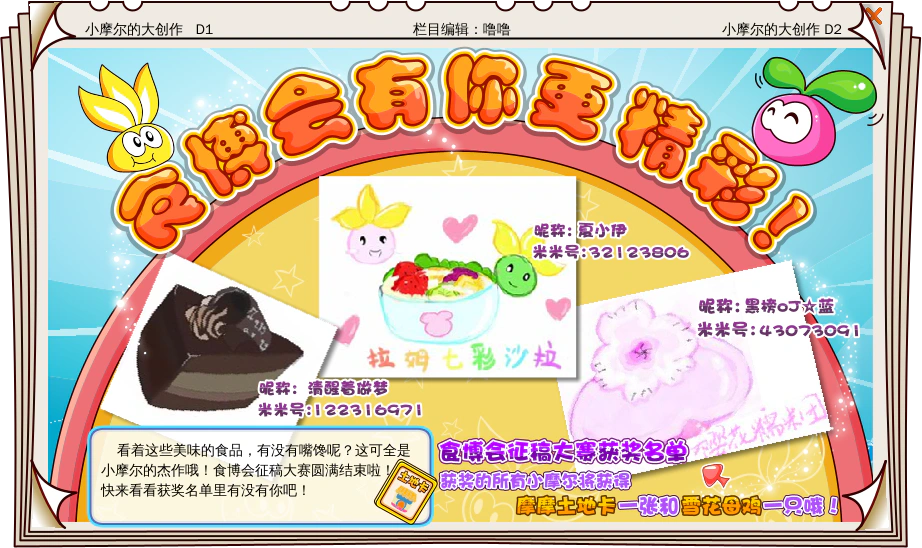 小摩尔的大创作 D1
栏目编辑：噜噜
小摩尔的大创作 D2
食博会有你更精彩！
昵称：夏小伊
米米号:32123806
昵称：黑榜oJ☆蓝
米米号:43073091
拉姆七彩沙拉
昵称：清醒着做梦
米米号:122316971
雪花糯米
看着这些美味的食品，有没有嘴馋呢？这可全是
小摩尔的杰作哦！食博会征稿大赛圆满结束啦！
快来看看获奖名单里有没有你吧！
土地卡
食博会征稿大赛获奖名单
获奖的所有小摩尔将获得
摩摩土地卡一张和雪花母鸡一只哦！